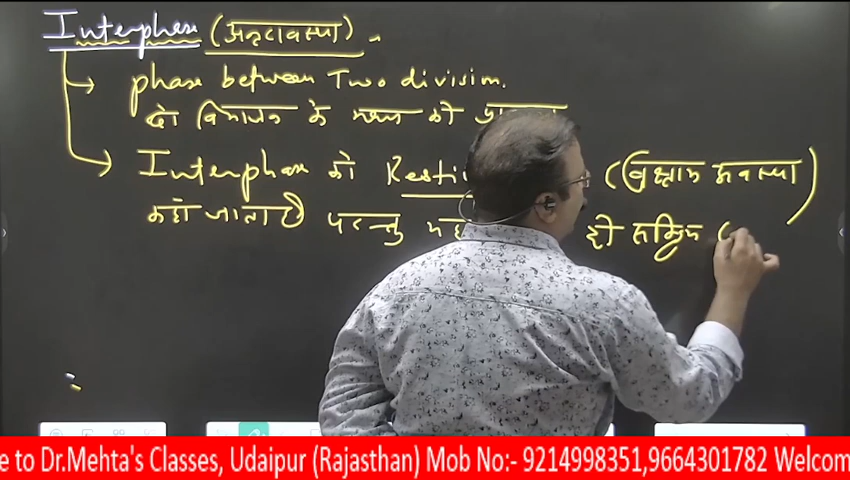 Interphase (अन्तरावस्था)
phase between Two division.
दो विभाजन के मध्य की
Interphase को (विश्राम अवस्था)
कहा जाता है परन्तु ही सक्रिय (
e to Dr.Mehta's Classes, Udaipur (Rajasthan) Mob No:- 9214998351,9664301782 Welcom